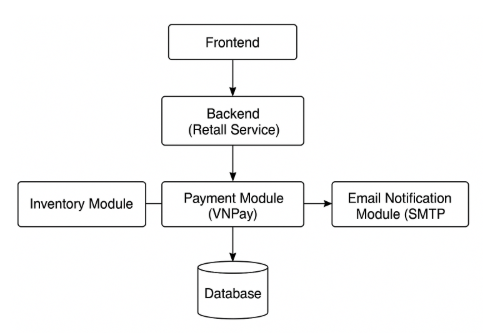 Frontend
Backend
(Retall Service)
Inventory Module
Payment Module
(VNPay)
Email Notification
Module (SMTP
Database